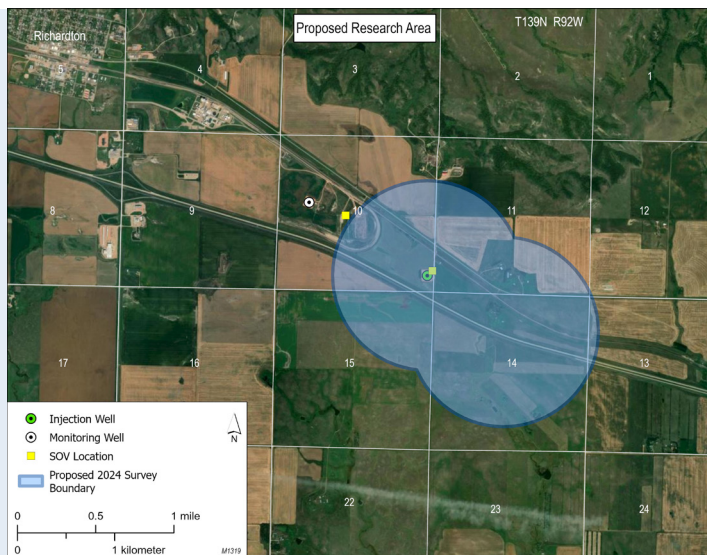 Proposed Research Area
T139N R92W
Richardton
5
4
3
2
1
8
9
10
11
12
17
16
15
14
13
22
23
24
Injection Well
Monitoring Well
SOV Location
Proposed 2024 Survey
Boundary
N
0 0.5 1 mile
0 1 kilometer
M1319